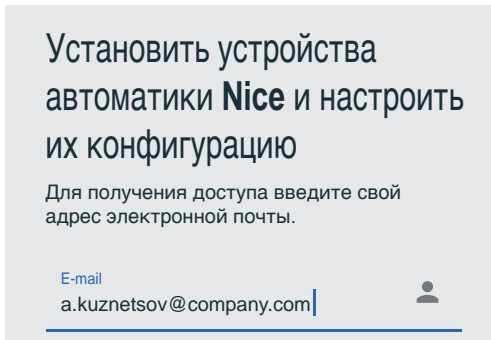 Установить устройства
автоматики Nice и настроить
их конфигурацию
Для получения доступа введите свой
адрес электронной почты.
E-mail
a.kuznetsov@company.com